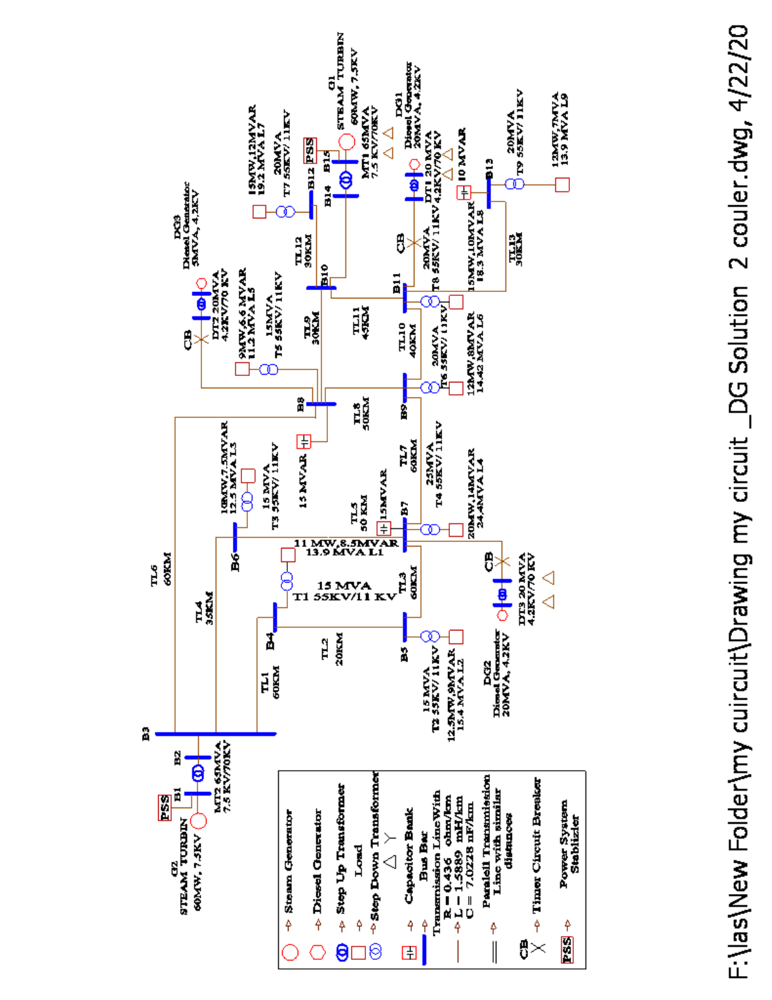 F:\las\New Folder\my cuircuit\Drawing my circuit _DG Solution 2 couler.dwg, 4/22/20
B3
G2
STEAM TURBIN
60MW, 7.5KV
PSS
B1
B2
MT2 65MVA
7.5 KV/70KV
TL6
60KM
TL4
35KM
TL1
60KM
B4
TL2
20KM
11 MW,8.5MVAR
13.9 MVA L1
15 MVA
T1 55KV/11 KV
B6
10MW,7.5MVAR
12.5 MVA L3
15 MVA
T3 55KV/ 11KV
B5
15 MVA
T2 55KV/ 11KV
12.5MW,9MVAR
15.4 MVA L2
TL3
60KM
TL5
50 KM
15MVAR
B7
25MVA
T4 55KV/ 11KV
20MW,14MVAR
24,4MVA L4
CB
DT3 20 MVA
4.2KV/70 KV
DG2
Diesel Generator
20MVA, 4.2KV
TL7
60KM
15 MVAR
B8
TL8
50KM
CB
DT2 20MVA
4.2KV/70 KV
DG3
Diesel Generator
5MVA, 4.2KV
9MW,6.6 MVAR
11.2 MVA L5
15MVA
T5 55KV/ 11KV
TL9
30KM
B9
20MVA
T6 55KV/ 11KV
12MW,8MVAR
14.42 MVA L6
TL10
40KM
TL11
45KM
B10
TL12
30KM
B12
15MW,12MVAR
19.2 MVA L7
20MVA
T7 55KV/ 11KV
B14
PSS
B15
G1
STEAM TURBIN
60MW, 7.5KV
MT1 65MVA
7.5 KV/70KV
B11
CB
DT1 20 MVA
4.2KV/70 KV
DG1
Diesel Generator
20MVA, 4.2KV
20MVA
T8 55KV/ 11KV
15MW,10MVAR
18.3 MVA L8
10 MVAR
B13
TL13
30KM
20MVA
T9 55KV/ 11KV
12MW,7MVA
13.9 MVA L9
Steam Generator
Diesel Generator
Step Up Transformer
Load
Step Down Transformer
Capacitor Bank
Bus Bar
Transmission LineWith
R = 0.436 ohm/km
L = 1.5889 mH/km
C = 7.0228 nF/km
Paralell Transmission
Line with similar
distances
CB
Timer Circuit Breaker
PSS
Power System
Stablizier